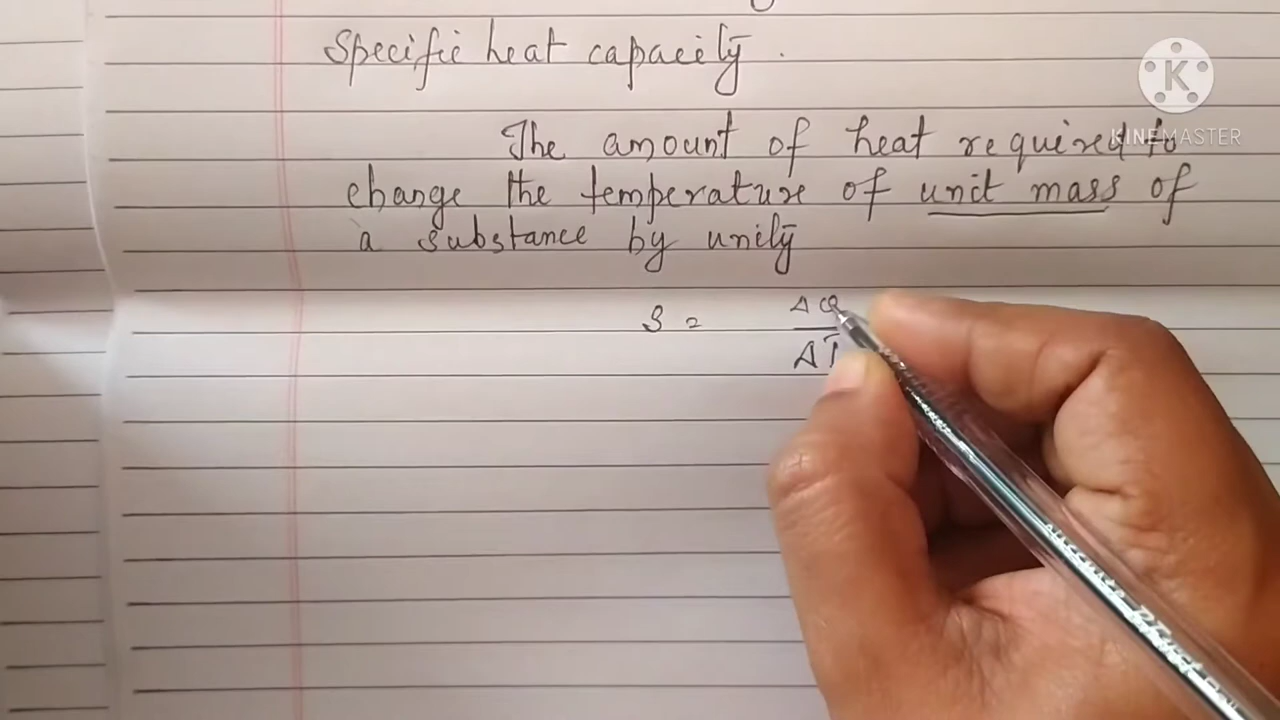 Specific heat capacity.
K
KINEMASTER
The amount of heat required to
change the temperature of unit mass of
a substance by unity
S = ΔQ
ΔT